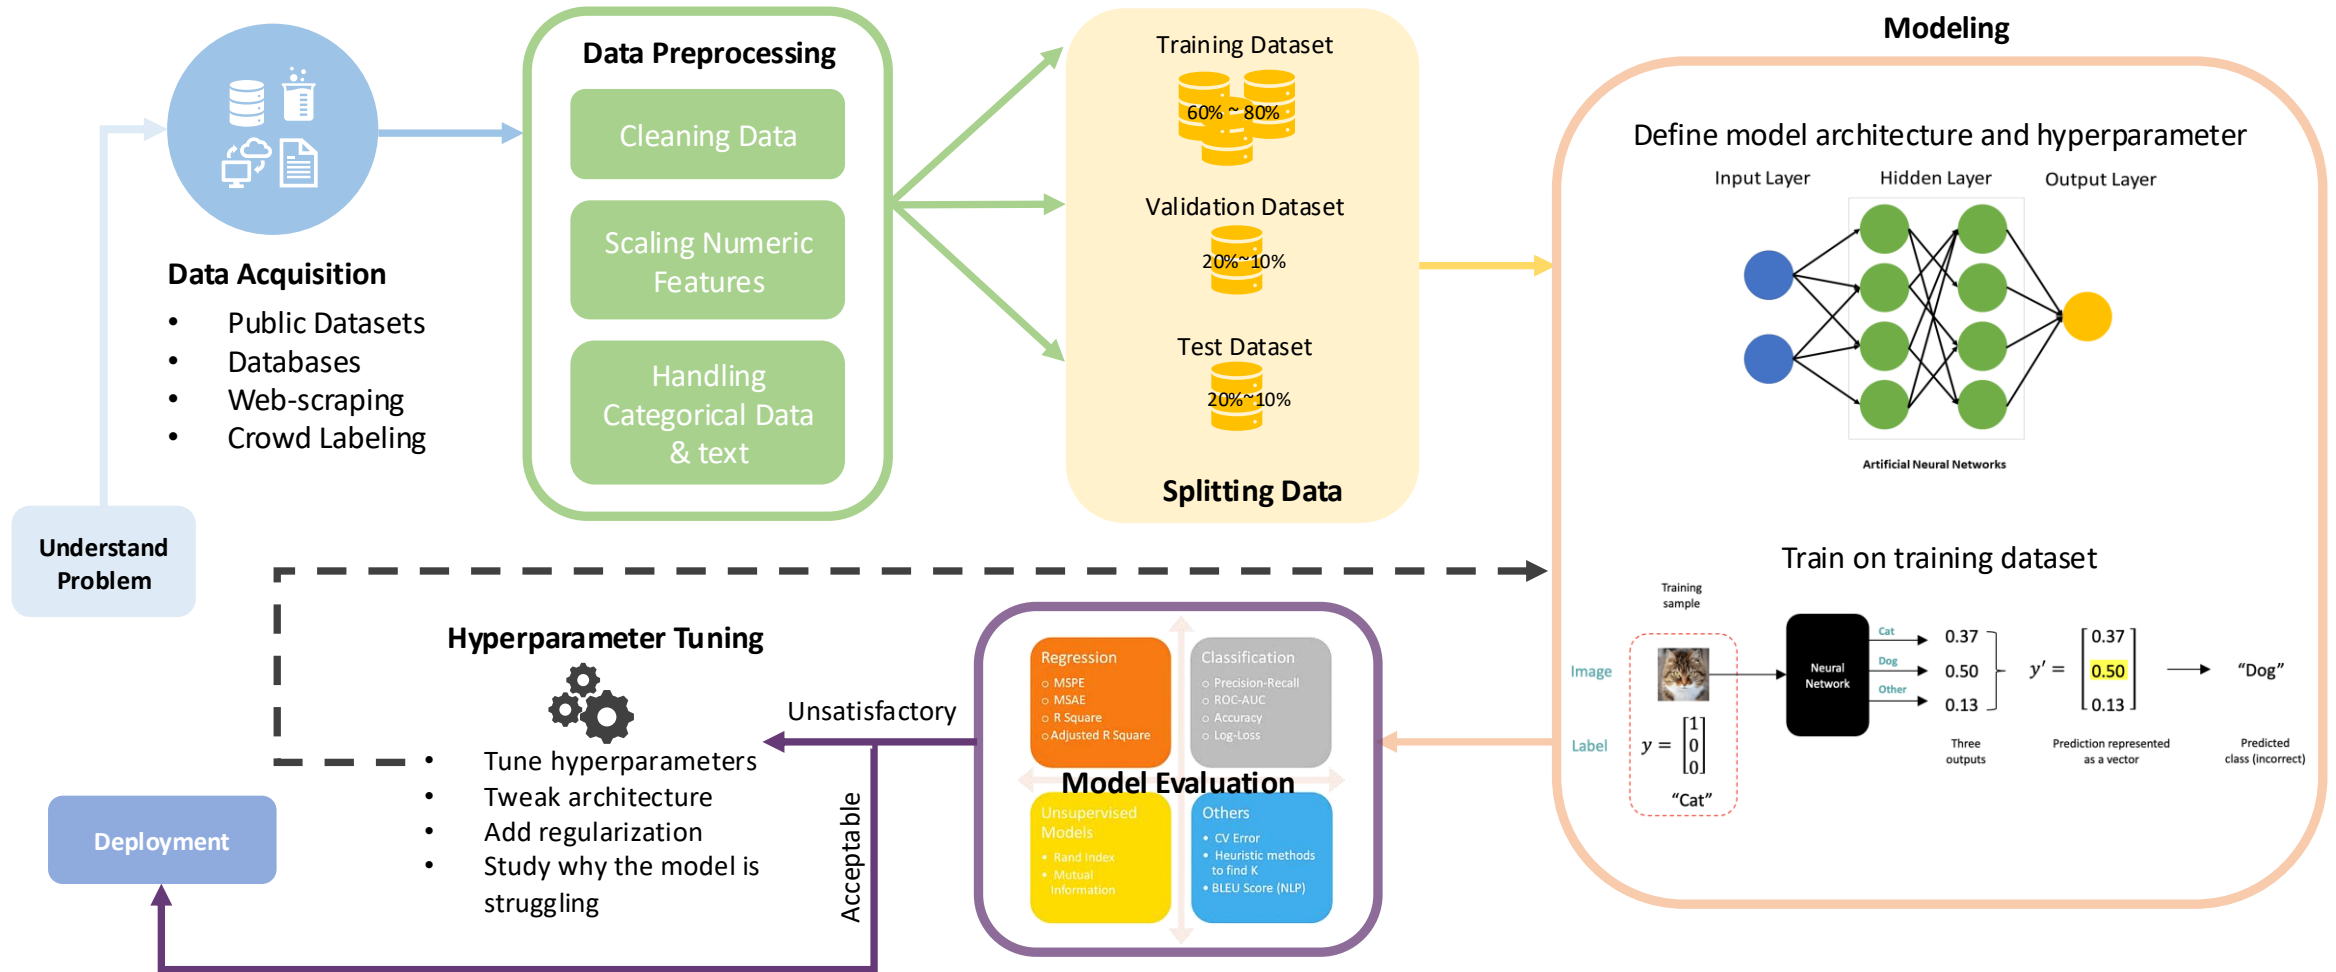 Data Preprocessing
Cleaning Data
Scaling Numeric
Features
Handling
Categorical Data
& text
Training Dataset
60% ~ 80%
Validation Dataset
20%~10%
Test Dataset
20%~10%
Splitting Data
Modeling
Define model architecture and hyperparameter
Input Layer
Hidden Layer
Output Layer
Artificial Neural Networks
Train on training dataset
Training
sample
Image
Label
y = [1 0 0]
"Cat"
Neural
Network
Cat
Dog
Other
0.37
0.50
0.13
y′ =
0.37
0.50
0.13
"Dog"
Three
outputs
Prediction represented
as a vector
Predicted
class (incorrect)
Data Acquisition
• Public Datasets
• Databases
• Web-scraping
• Crowd Labeling
Understand
Problem
Hyperparameter Tuning
• Tune hyperparameters
• Tweak architecture
• Add regularization
• Study why the model is
struggling
Unsatisfactory
Acceptable
Deployment
Regression
○ MSPE
○ MSAE
○ R Square
○ Adjusted R Square
Classification
○ Precision-Recall
○ ROC-AUC
○ Accuracy
○ Log-Loss
Model Evaluation
Unsupervised
Models
• Rand Index
• Mutual
Information
Others
• CV Error
• Heuristic methods
to find K
• BLEU Score (NLP)